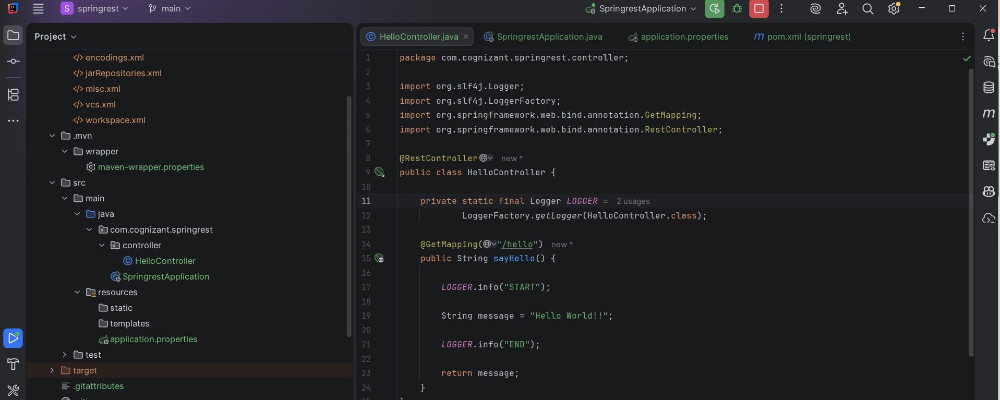 S springrest main SpringrestApplication
Project
encodings.xml
jarRepositories.xml
misc.xml
vcs.xml
workspace.xml
.mvn
wrapper
maven-wrapper.properties
src
main
java
com.cognizant.springrest
controller
HelloController
SpringrestApplication
resources
static
templates
application.properties
test
target
.gitattributes
HelloController.java SpringrestApplication.java application.properties m pom.xml (springrest)
1 package com.cognizant.springrest.controller;
2
3 import org.slf4j.Logger;
4 import org.slf4j.LoggerFactory;
5 import org.springframework.web.bind.annotation.GetMapping;
6 import org.springframework.web.bind.annotation.RestController;
7
8 @RestController new *
9 public class HelloController {
10
11 private static final Logger LOGGER = 2 usages
12 LoggerFactory.getLogger(HelloController.class);
13
14 @GetMapping("/hello") new *
15 public String sayHello() {
16
17 LOGGER.info("START");
18
19 String message = "Hello World!!";
20
21 LOGGER.info("END");
22
23 return message;
24 }
m